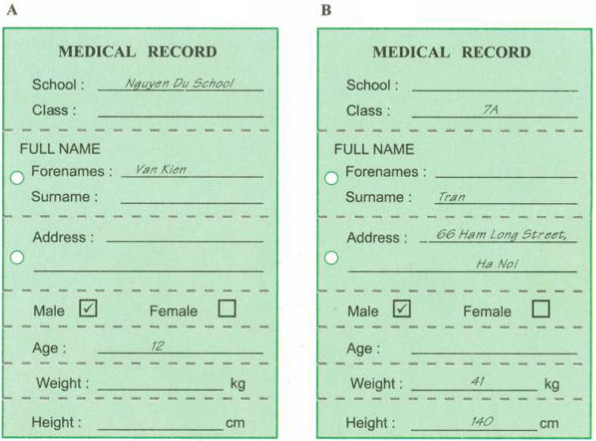 A
MEDICAL RECORD
School : Nguyen Du School
Class :
FULL NAME
Forenames : Van Kien
Surname :
Address :
Male ☑ Female ☐
Age : 12
Weight : kg
Height : cm
B
MEDICAL RECORD
School :
Class : 7A
FULL NAME
Forenames :
Surname : Tran
Address : 66 Ham Long Street,
Ha Noi
Male ☑ Female ☐
Age :
Weight : 41 kg
Height : 140 cm